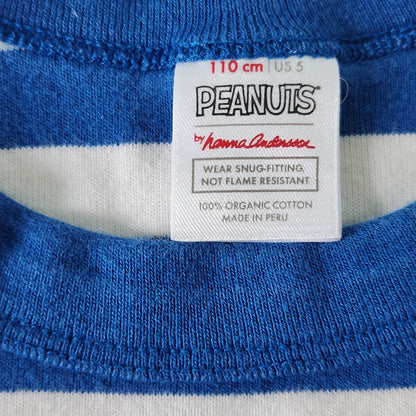 110 cm | US 5
PEANUTS®
by hanna andersson
WEAR SNUG-FITTING,
NOT FLAME RESISTANT
100% ORGANIC COTTON
MADE IN PERU